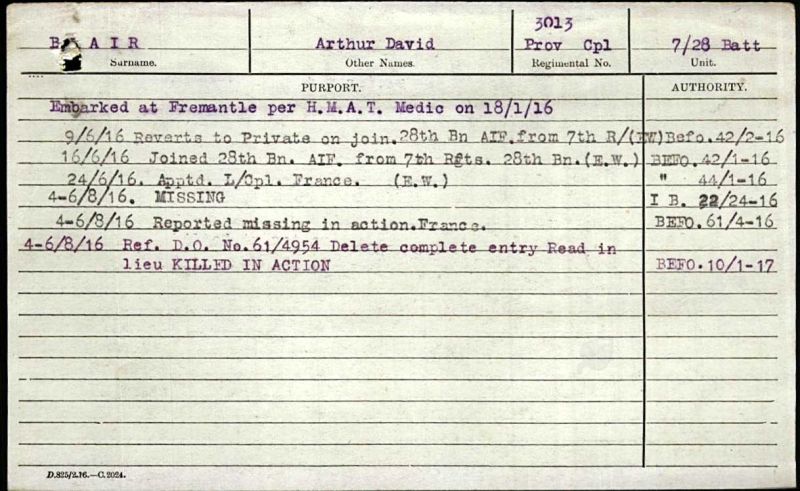 B AIR Arthur David 3013 Prov Cpl 7/28 Batt
Surname. Other Names. Regimental No. Unit.
PURPORT. AUTHORITY.
Embarked at Fremantle per H.M.A.T. Medic on 18/1/16
9/6/16 Reverts to Private on join.28th Bn AIF.from 7th R/(EW)Befo.42/2-16
16/6/16 Joined 28th Bn. AIF. from 7th Rfts. 28th Bn.(E.W.) BEFO.42/1-16
24/6/16. Apptd. L/Cpl. France. (E.W.) " 44/1-16
4-6/8/16. MISSING I B. 22/24-16
4-6/8/16 Reported missing in action.France. BEFO.61/4-16
4-6/8/16 Ref. D.O. No.61/4954 Delete complete entry Read in
lieu KILLED IN ACTION BEFO.10/1-17
D.825/2.16.—C.2024.